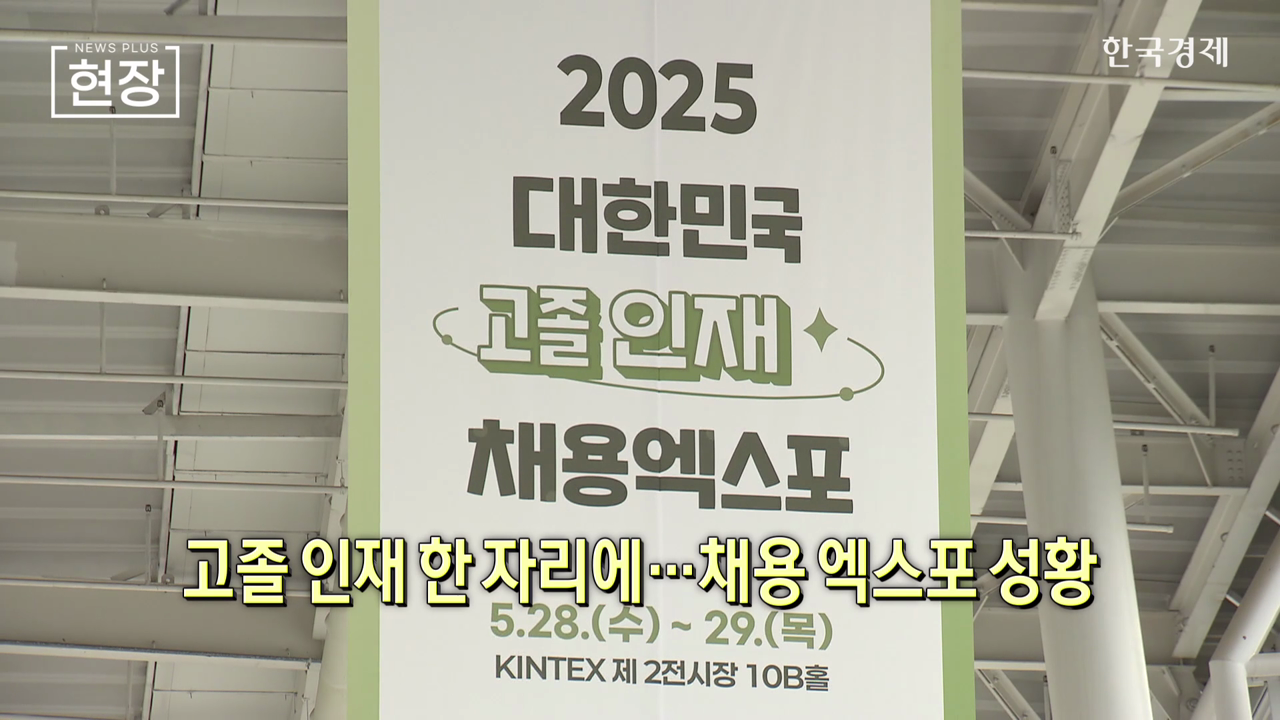 NEWS PLUS
현장
한국경제
2025
대한민국
고졸 인재
채용엑스포
고졸 인재 한 자리에…채용 엑스포 성황
5.28.(수) ~ 29.(목)
KINTEX 제 2전시장 10B홀